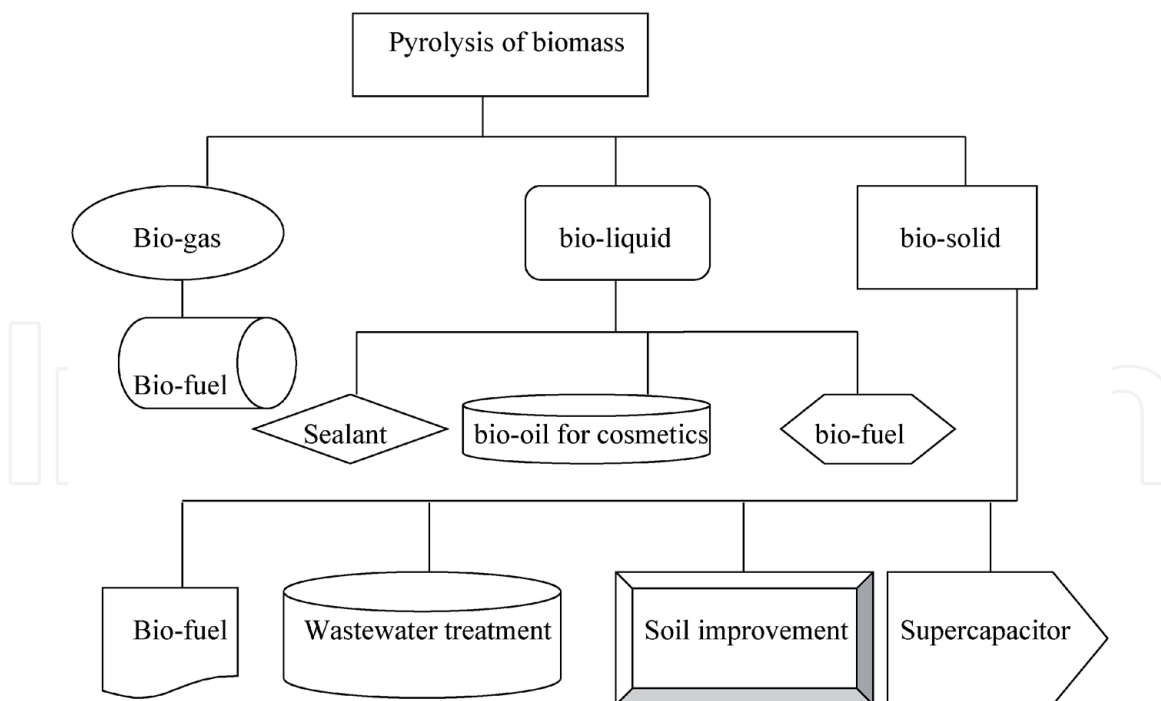 Pyrolysis of biomass
Bio-gas
bio-liquid
bio-solid
Bio-fuel
Sealant
bio-oil for cosmetics
bio-fuel
Bio-fuel
Wastewater treatment
Soil improvement
Supercapacitor